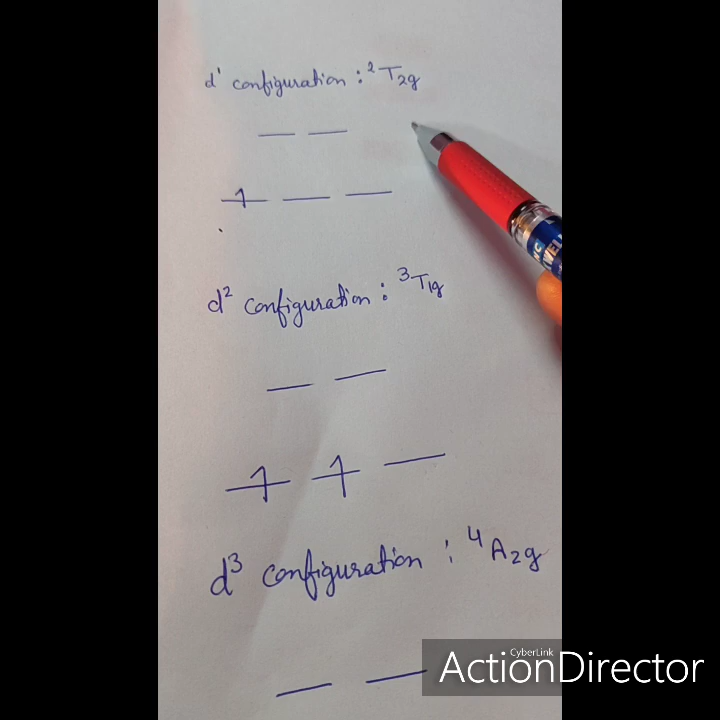 d¹ configuration : ²T₂g
d² configuration : ³T₁g
d³ configuration : ⁴A₂g
CyberLink
ActionDirector